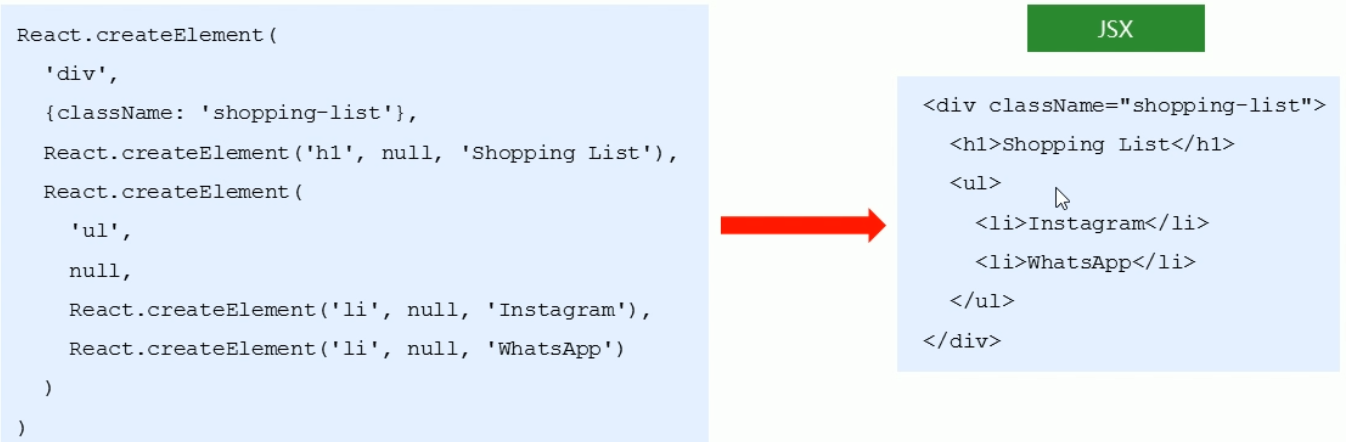 React.createElement(
  'div',
  {className: 'shopping-list'},
  React.createElement('h1', null, 'Shopping List'),
  React.createElement(
    'ul',
    null,
    React.createElement('li', null, 'Instagram'),
    React.createElement('li', null, 'WhatsApp')
  )
)
JSX
<div className="shopping-list">
  <h1>Shopping List</h1>
  <ul>
    <li>Instagram</li>
    <li>WhatsApp</li>
  </ul>
</div>